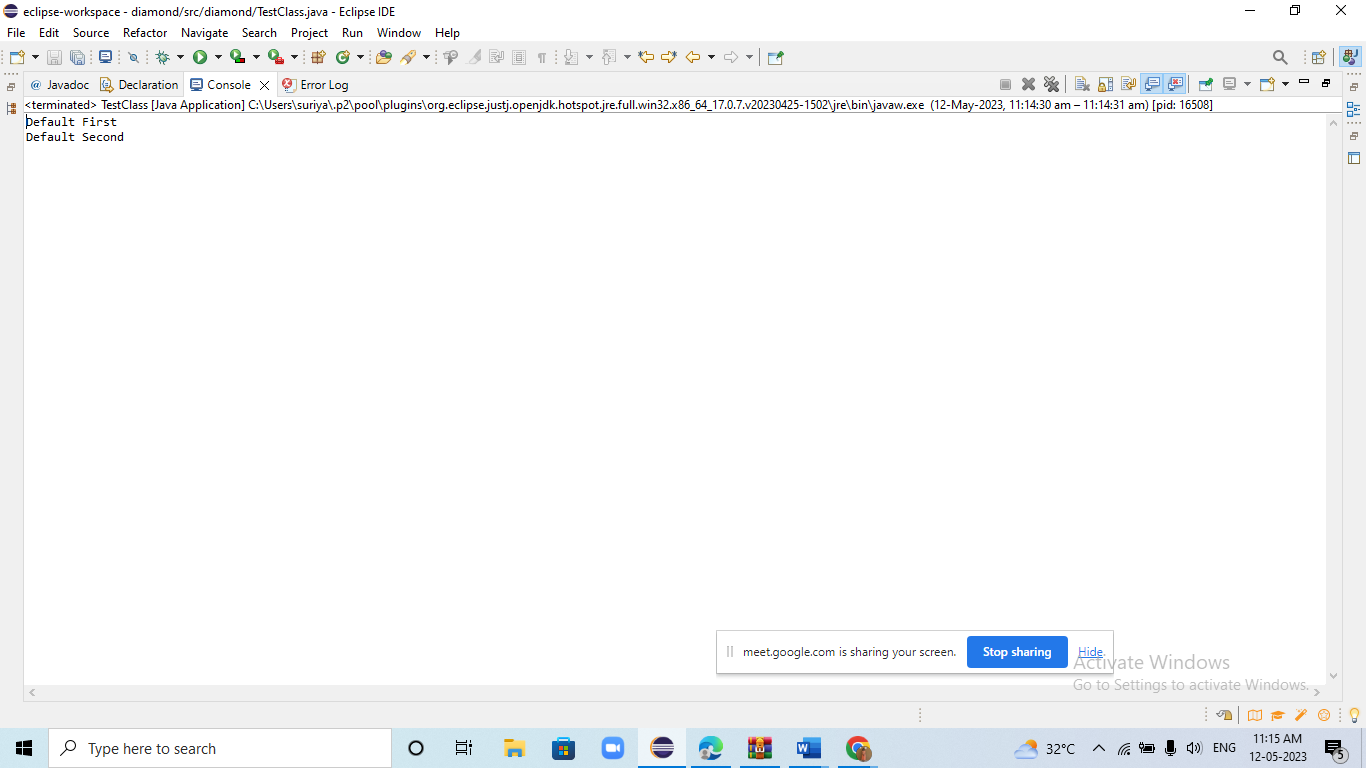 eclipse-workspace - diamond/src/diamond/TestClass.java - Eclipse IDE
File Edit Source Refactor Navigate Search Project Run Window Help
@ Javadoc Declaration Console Error Log
<terminated> TestClass [Java Application] C:\Users\suriya\.p2\pool\plugins\org.eclipse.justj.openjdk.hotspot.jre.full.win32.x86_64_17.0.7.v20230425-1502\jre\bin\javaw.exe (12-May-2023, 11:14:30 am – 11:14:31 am) [pid: 16508]
Default First
Default Second
meet.google.com is sharing your screen. Stop sharing Hide
Activate Windows
Go to Settings to activate Windows.
Type here to search
32°C
ENG
11:15 AM
12-05-2023
5